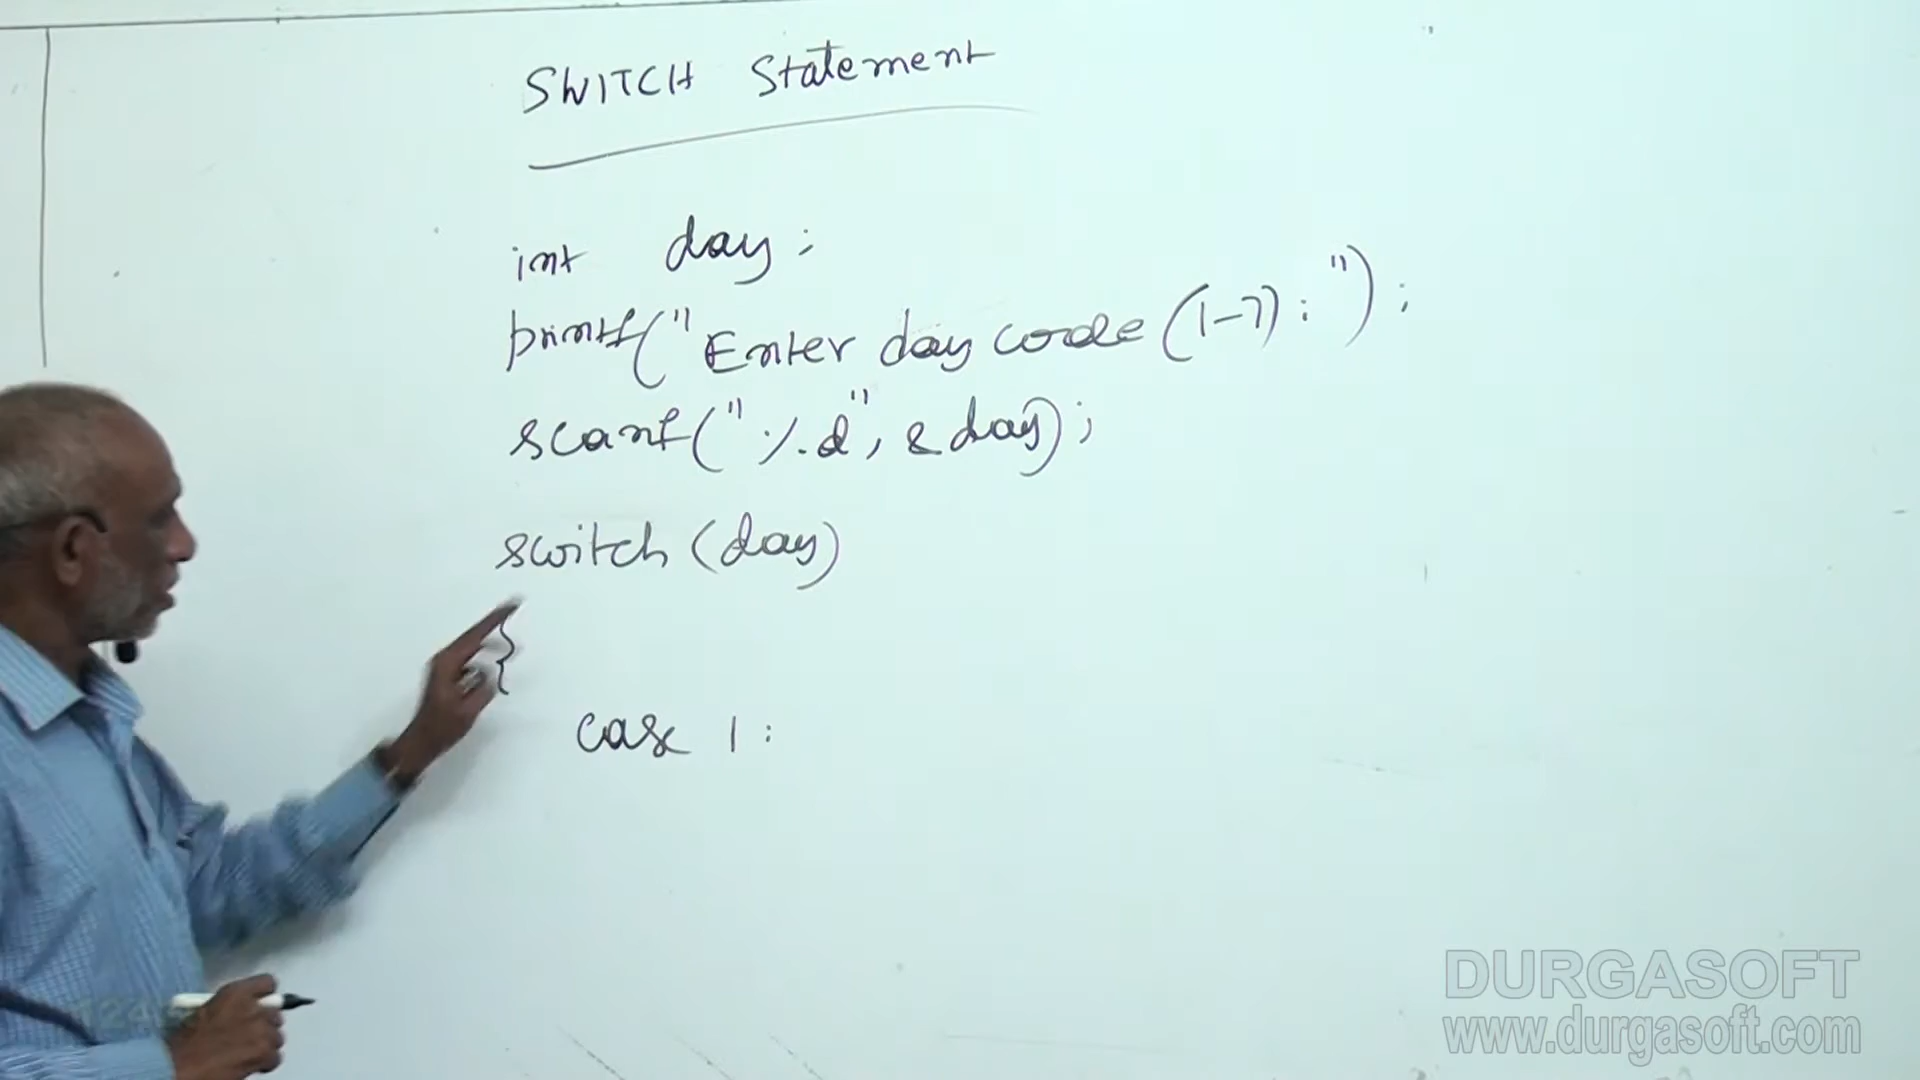 SWITCH Statement
int day;
printf("Enter day code (1-7): ");
scanf("%d", &day);
switch (day)
{
case 1:
DURGASOFT
www.durgasoft.com